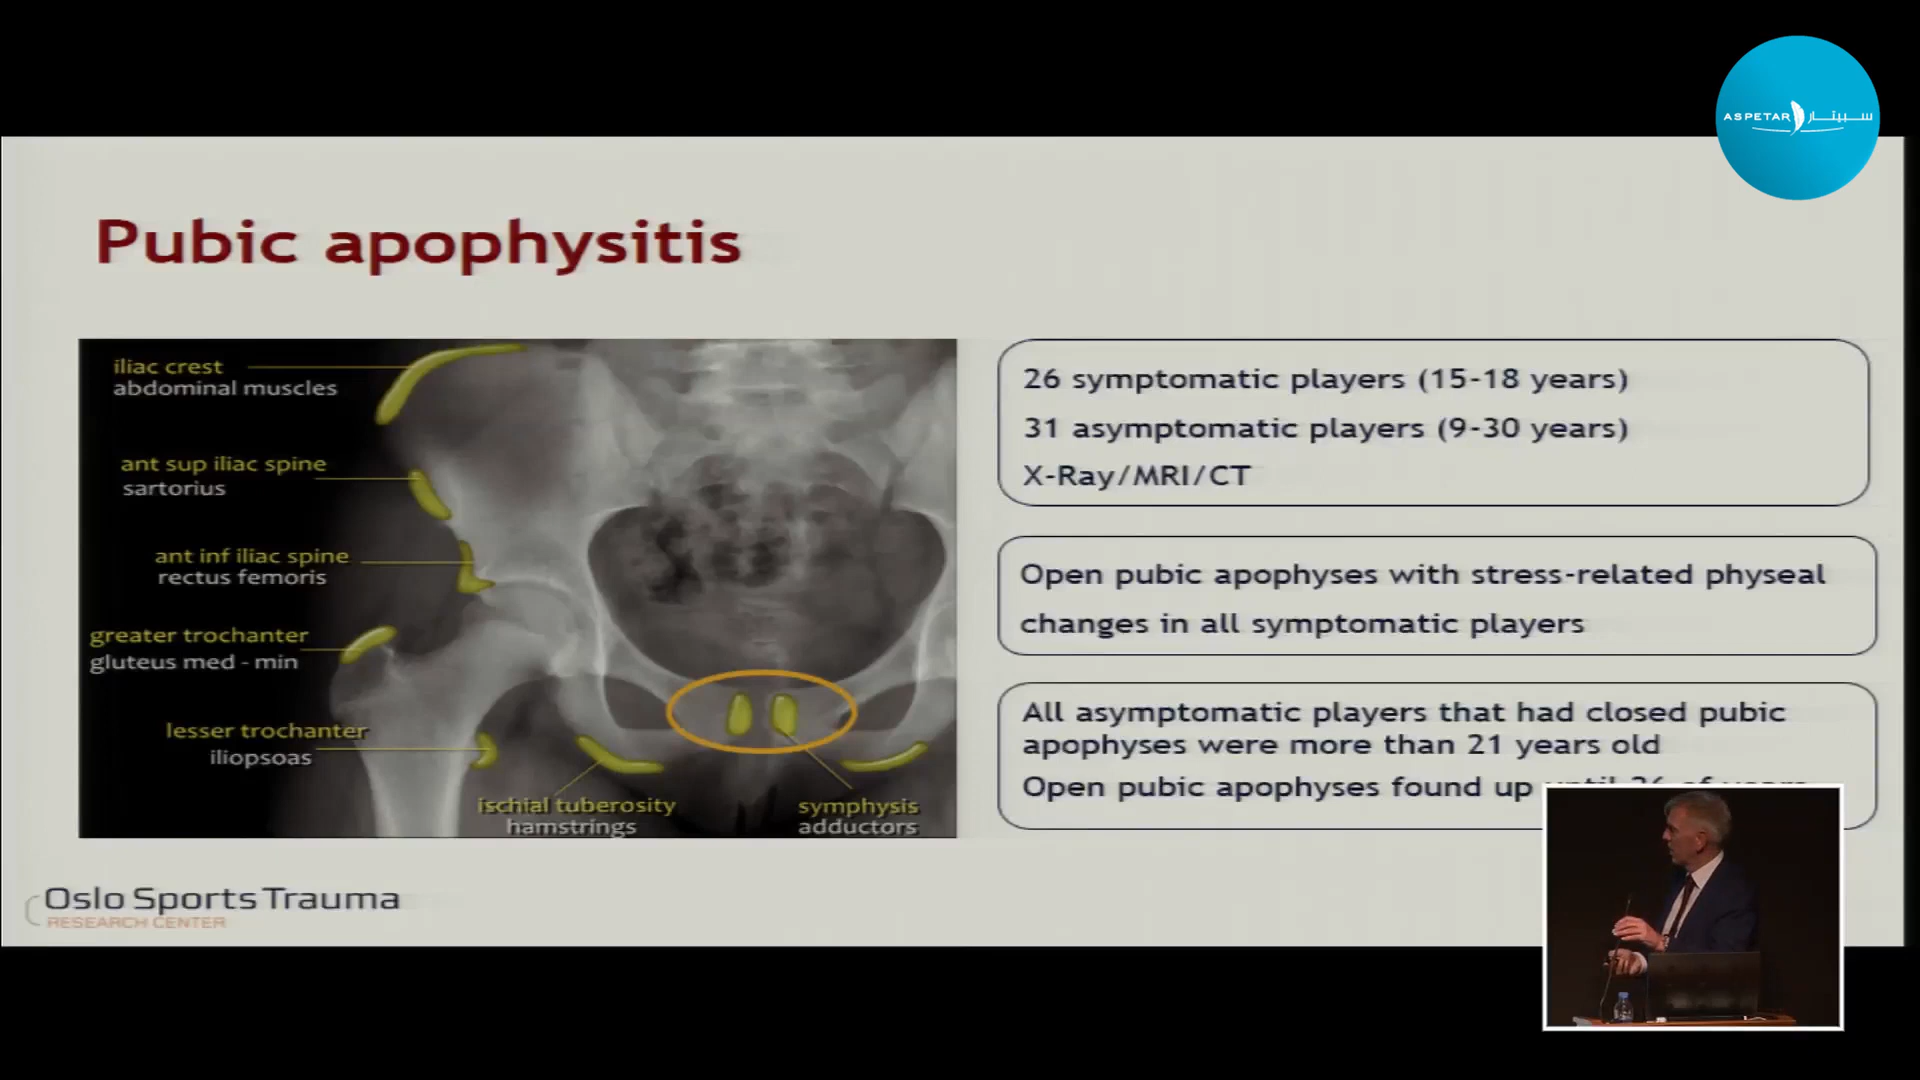 ASPETAR سبيتار
Pubic apophysitis
iliac crest
abdominal muscles
ant sup iliac spine
sartorius
ant inf iliac spine
rectus femoris
greater trochanter
gluteus med - min
lesser trochanter
iliopsoas
ischial tuberosity
hamstrings
symphysis
adductors
26 symptomatic players (15-18 years)
31 asymptomatic players (9-30 years)
X-Ray/MRI/CT
Open pubic apophyses with stress-related physeal
changes in all symptomatic players
All asymptomatic players that had closed pubic
apophyses were more than 21 years old
Open pubic apophyses found up
Oslo Sports Trauma
RESEARCH CENTER